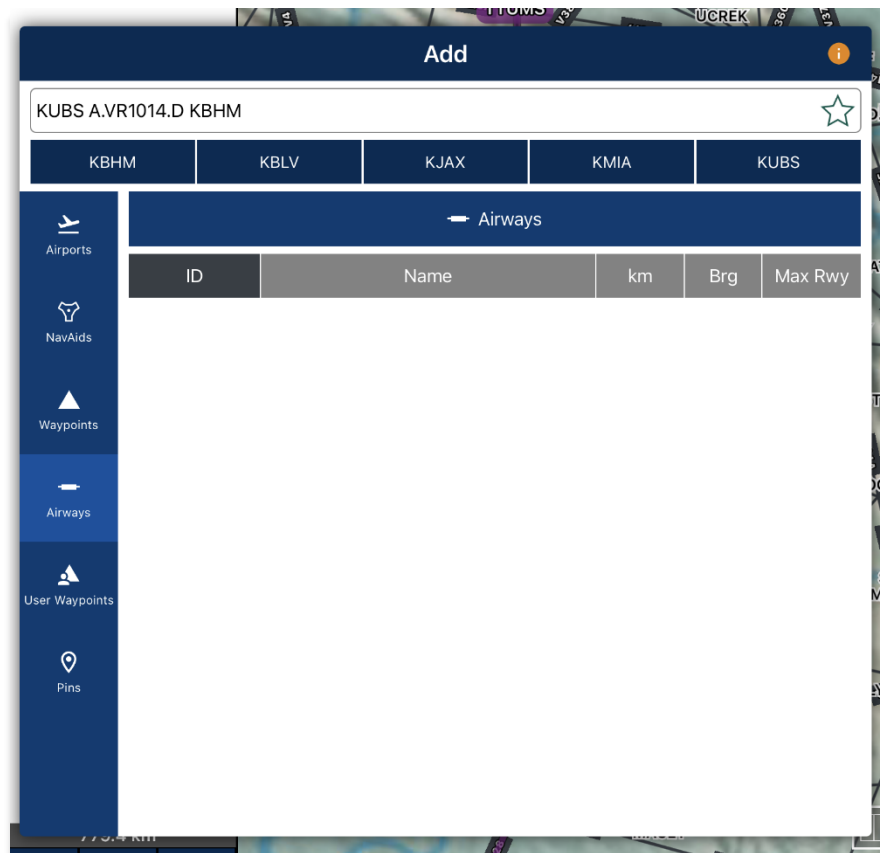 UCREK
Add
KUBS A.VR1014.D KBHM
KBHM KBLV KJAX KMIA KUBS
Airways
Airports
ID Name km Brg Max Rwy
NavAids
Waypoints
Airways
User Waypoints
Pins